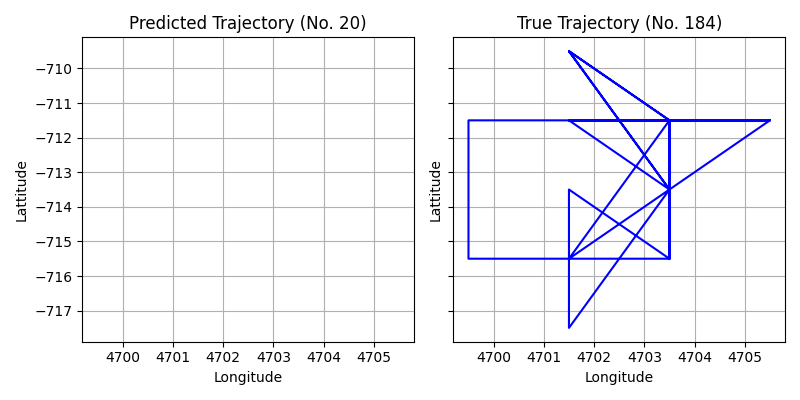 Predicted Trajectory (No. 20)
True Trajectory (No. 184)
−710
−711
−712
−713
−714
−715
−716
−717
Lattitude
Lattitude
4700 4701 4702 4703 4704 4705
4700 4701 4702 4703 4704 4705
Longitude
Longitude